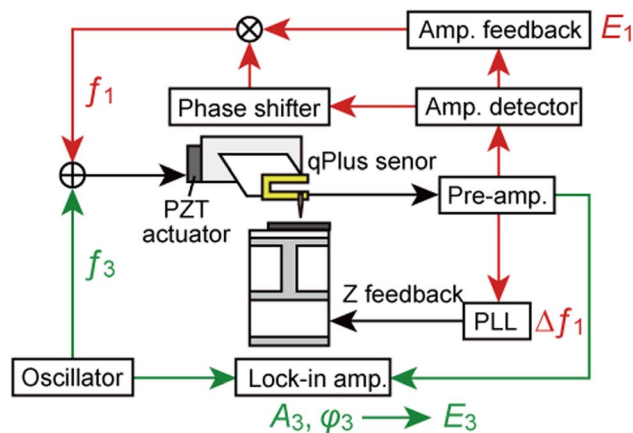 Amp. feedback
E1
f1
Phase shifter
Amp. detector
qPlus senor
PZT
actuator
Pre-amp.
f3
Z feedback
PLL
Δf1
Oscillator
Lock-in amp.
A3, φ3 → E3